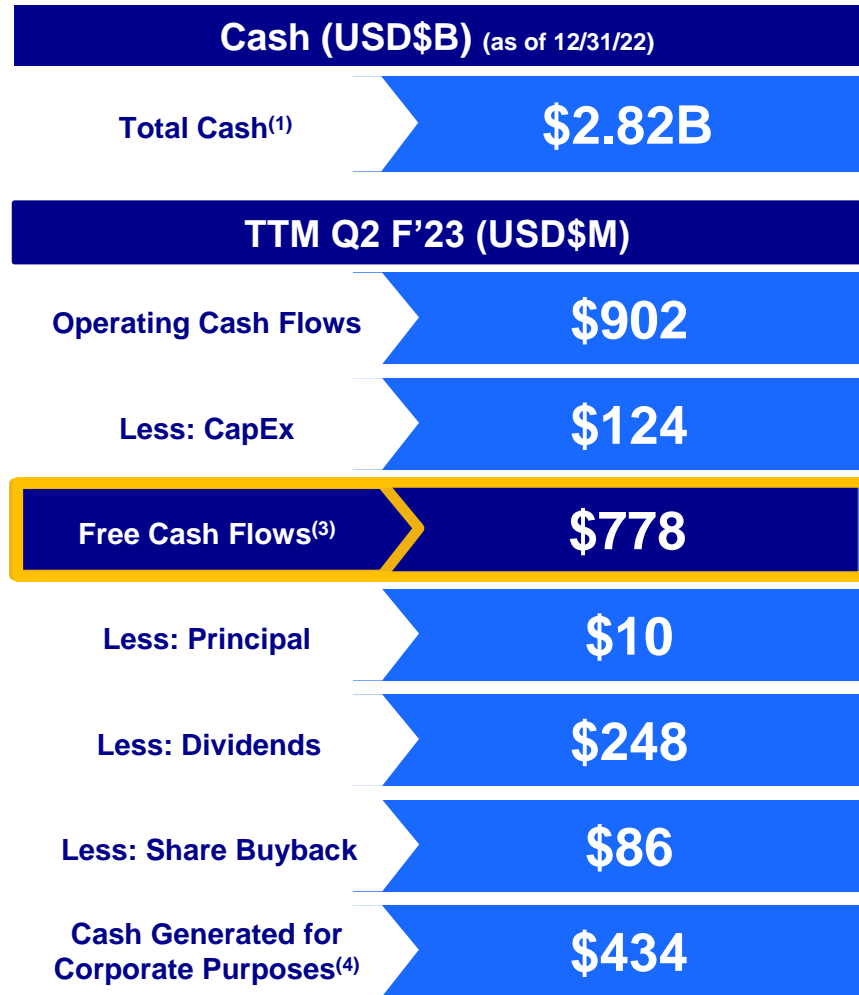 Cash (USD$B) (as of 12/31/22)
Total Cash(1) $2.82B
TTM Q2 F’23 (USD$M)
Operating Cash Flows $902
Less: CapEx $124
Free Cash Flows(3) $778
Less: Principal $10
Less: Dividends $248
Less: Share Buyback $86
Cash Generated for
Corporate Purposes(4) $434